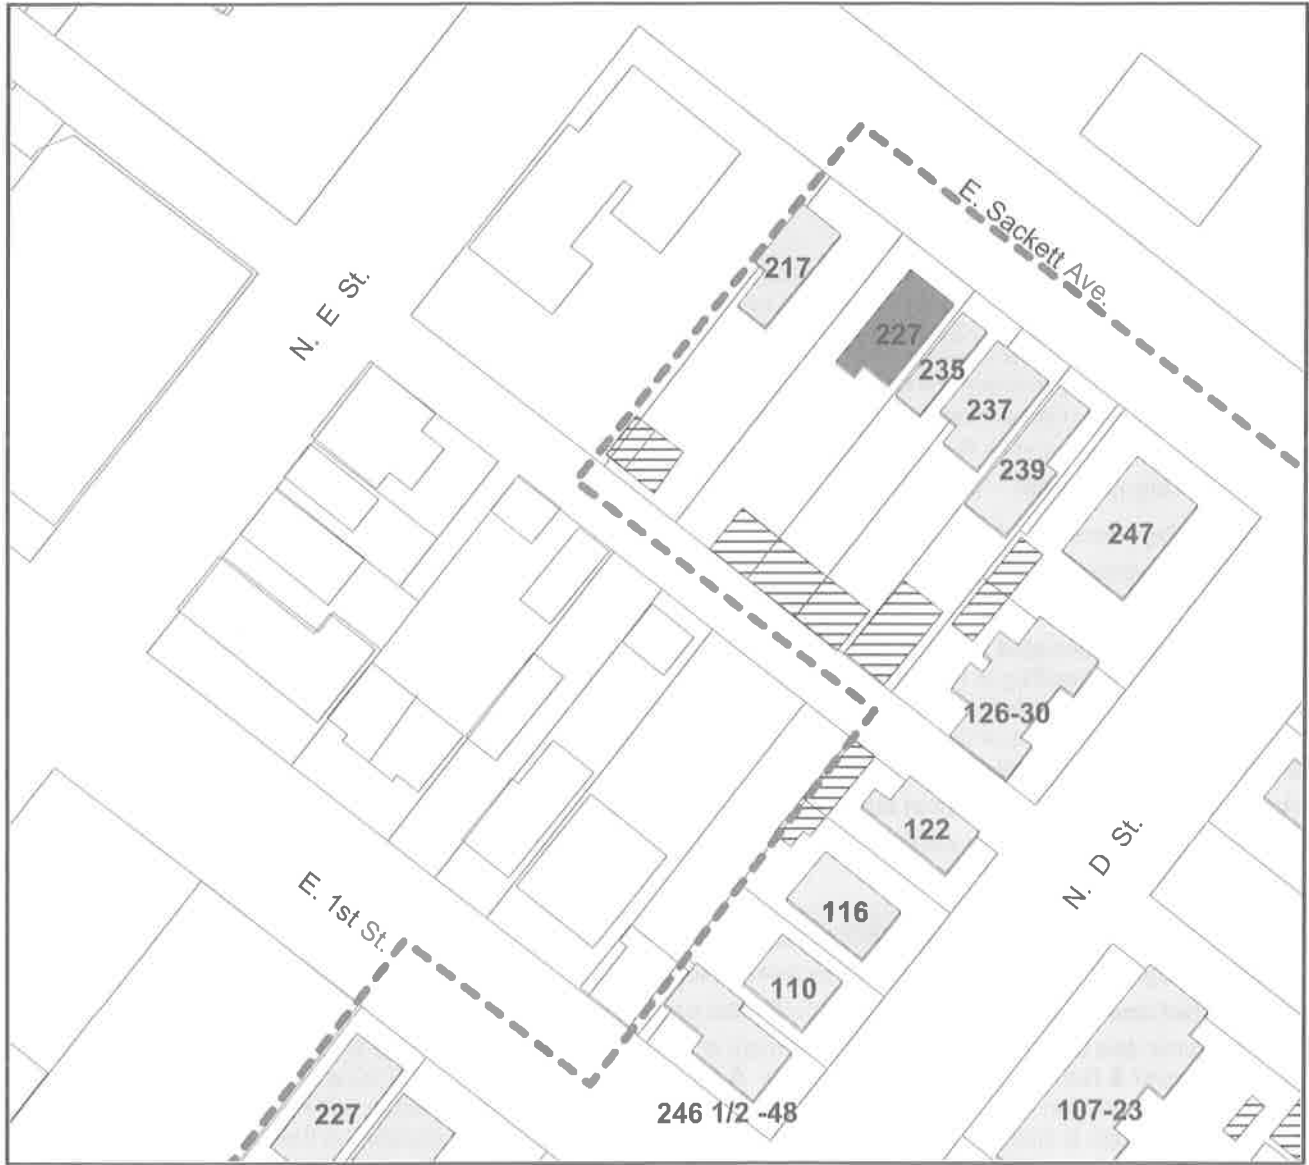 E. Sackett Ave.
217
N. E St.
227
235
237
239
247
126-30
122
N. D St.
E. 1st St.
116
110
227
246 1/2 -48
107-23